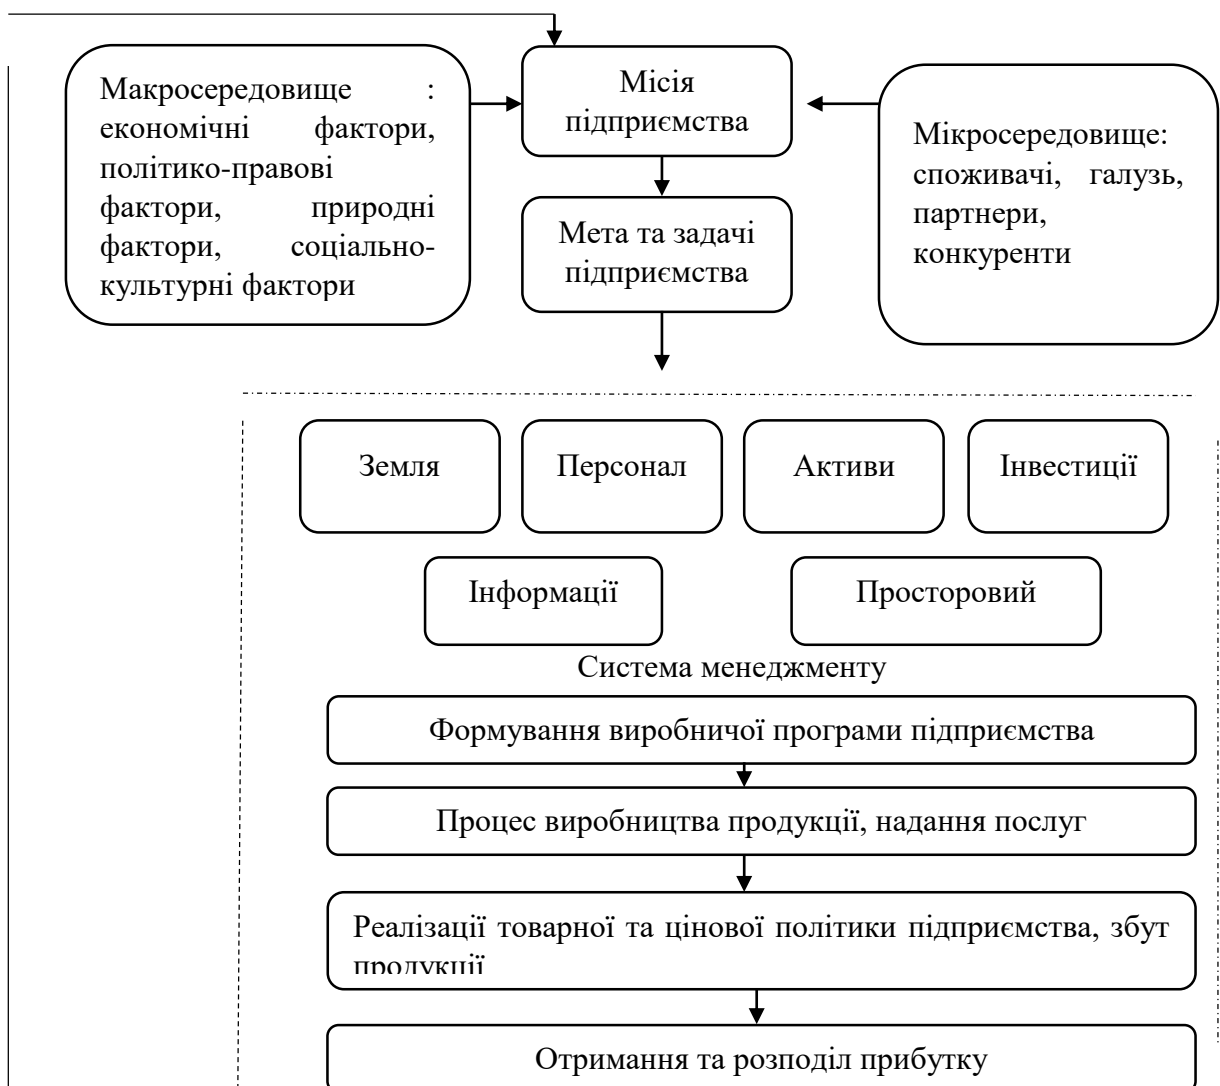 Місія
підприємства
Макросередовище :
економічні фактори,
політико-правові
фактори, природні
фактори, соціально-
культурні фактори
Мікросередовище:
споживачі, галузь,
партнери,
конкуренти
Мета та задачі
підприємства
Земля
Персонал
Активи
Інвестиції
Інформації
Просторовий
Система менеджменту
Формування виробничої програми підприємства
Процес виробництва продукції, надання послуг
Реалізації товарної та цінової політики підприємства, збут
продукції
Отримання та розподіл прибутку